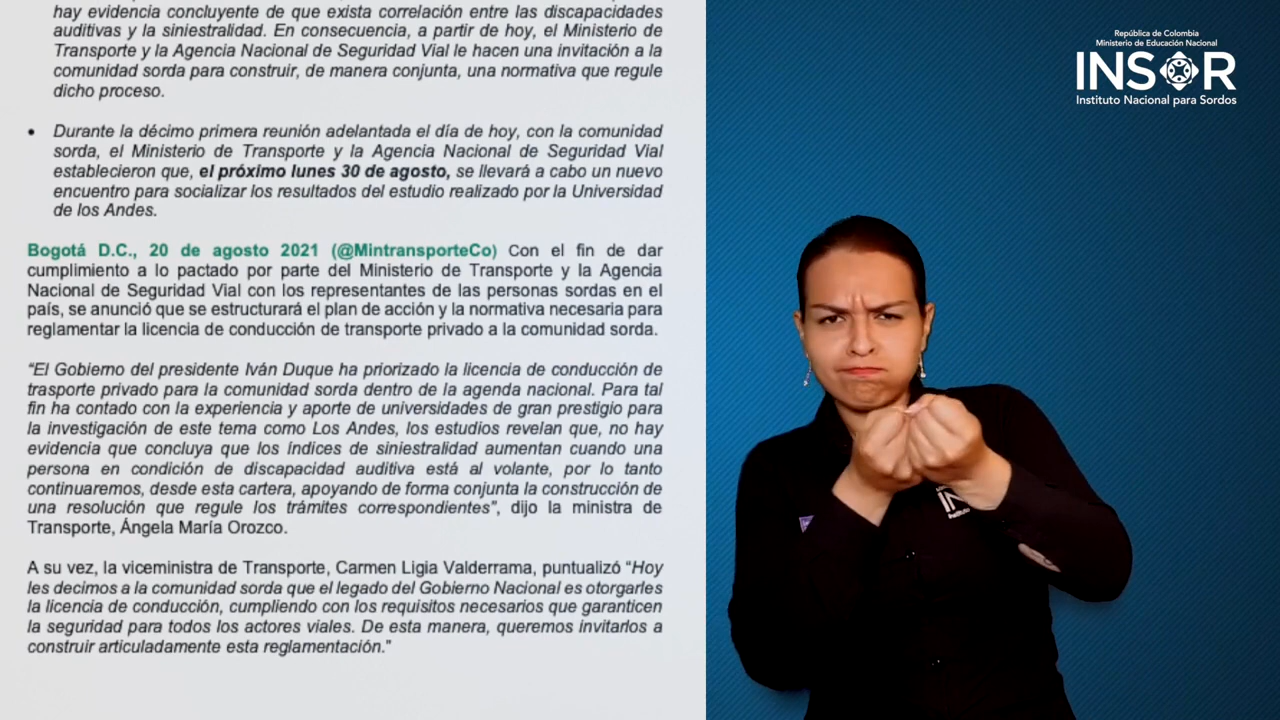 hay evidencia concluyente de que exista correlación entre las discapacidades
auditivas y la siniestralidad. En consecuencia, a partir de hoy, el Ministerio de
Transporte y la Agencia Nacional de Seguridad Vial le hacen una invitación a la
comunidad sorda para construir, de manera conjunta, una normativa que regule
dicho proceso.
• Durante la décimo primera reunión adelantada el día de hoy, con la comunidad
sorda, el Ministerio de Transporte y la Agencia Nacional de Seguridad Vial
establecieron que, el próximo lunes 30 de agosto, se llevará a cabo un nuevo
encuentro para socializar los resultados del estudio realizado por la Universidad
de los Andes.
Bogotá D.C., 20 de agosto 2021 (@MintransporteCo) Con el fin de dar
cumplimiento a lo pactado por parte del Ministerio de Transporte y la Agencia
Nacional de Seguridad Vial con los representantes de las personas sordas en el
país, se anunció que se estructurará el plan de acción y la normativa necesaria para
reglamentar la licencia de conducción de transporte privado a la comunidad sorda.
“El Gobierno del presidente Iván Duque ha priorizado la licencia de conducción de
trasporte privado para la comunidad sorda dentro de la agenda nacional. Para tal
fin ha contado con la experiencia y aporte de universidades de gran prestigio para
la investigación de este tema como Los Andes, los estudios revelan que, no hay
evidencia que concluya que los índices de siniestralidad aumentan cuando una
persona en condición de discapacidad auditiva está al volante, por lo tanto
continuaremos, desde esta cartera, apoyando de forma conjunta la construcción de
una resolución que regule los trámites correspondientes”, dijo la ministra de
Transporte, Ángela María Orozco.
A su vez, la viceministra de Transporte, Carmen Ligia Valderrama, puntualizó “Hoy
les decimos a la comunidad sorda que el legado del Gobierno Nacional es otorgarles
la licencia de conducción, cumpliendo con los requisitos necesarios que garanticen
la seguridad para todos los actores viales. De esta manera, queremos invitarlos a
construir articuladamente esta reglamentación.”
República de Colombia
Ministerio de Educación Nacional
INSOR
Instituto Nacional para Sordos